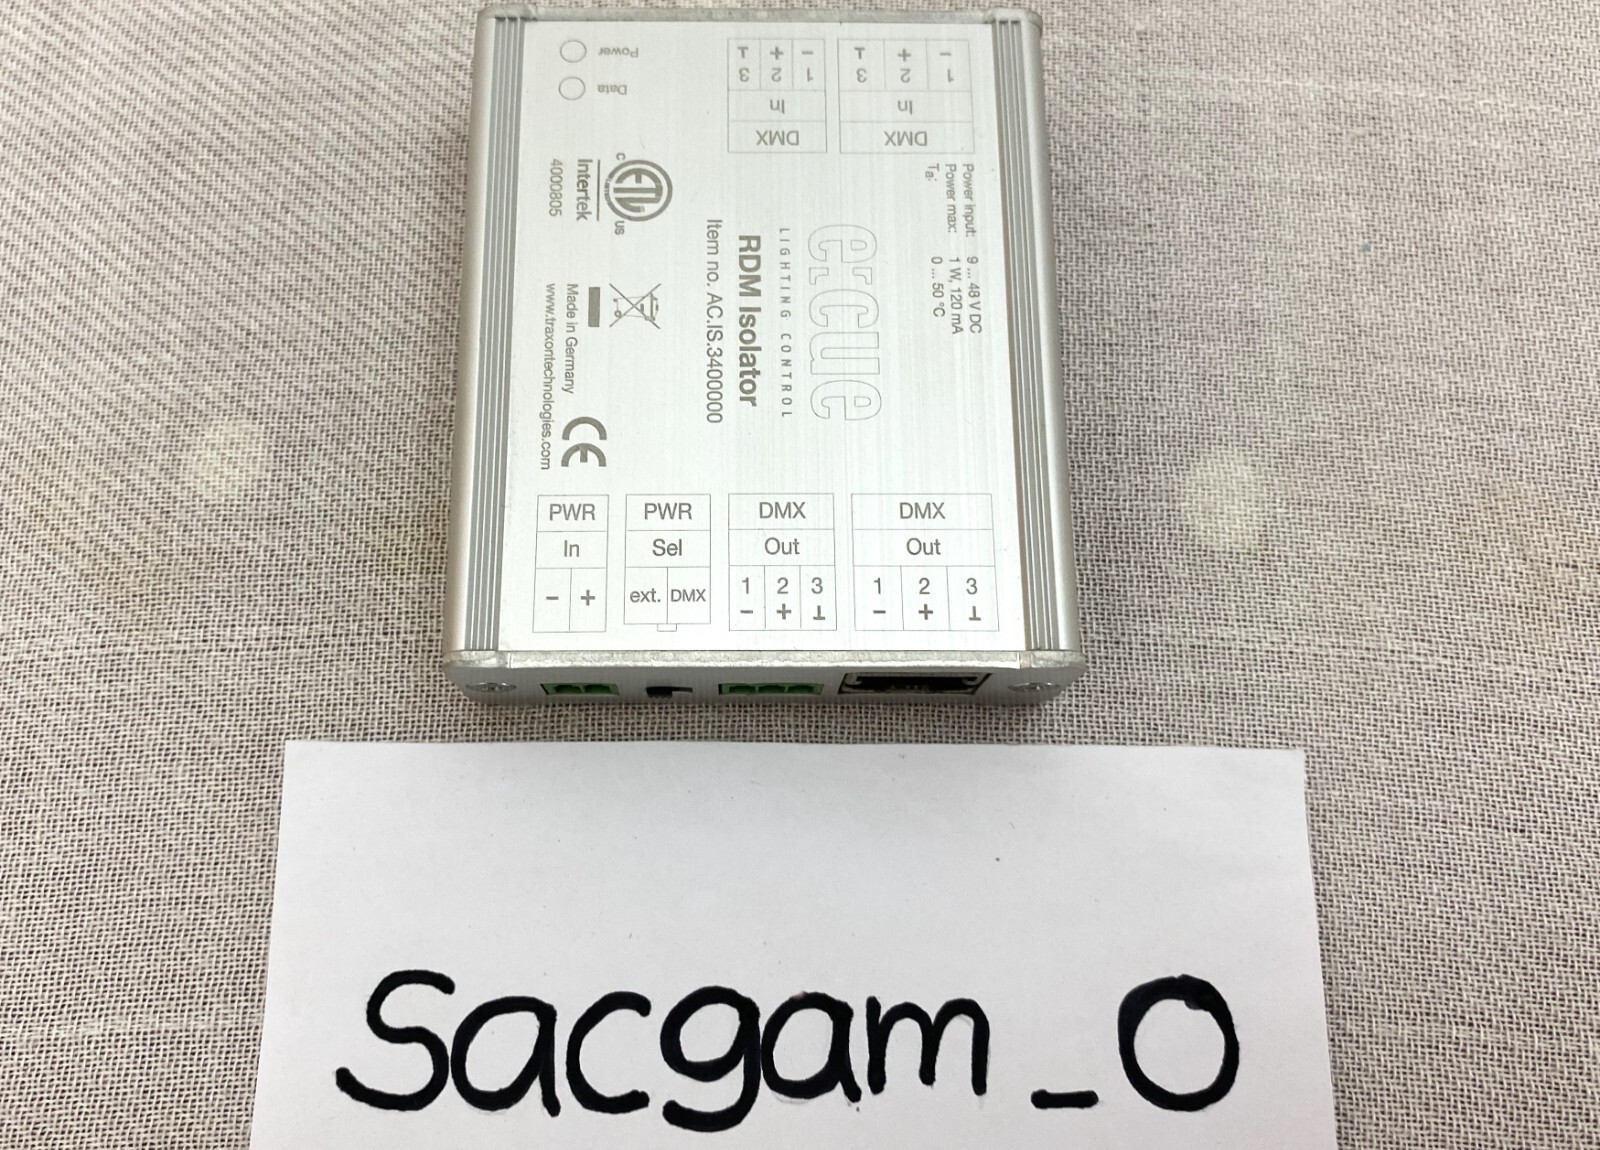 Power
Data
DMX
In
1 2 3
- + ⊥
DMX
In
1 2 3
- + ⊥
Power input: 9 ... 48 V DC
Power max: 1 W, 120 mA
Ta: 0 ... 50 °C
e:cue
LIGHTING CONTROL
RDM Isolator
Item no. AC.IS.3400000
C ETL US
Intertek
4000805
Made in Germany
www.traxontechnologies.com
CE
PWR
In
- +
PWR
Sel
ext. DMX
DMX
Out
1 2 3
- + ⊥
DMX
Out
1 2 3
- + ⊥
Sacgam_O